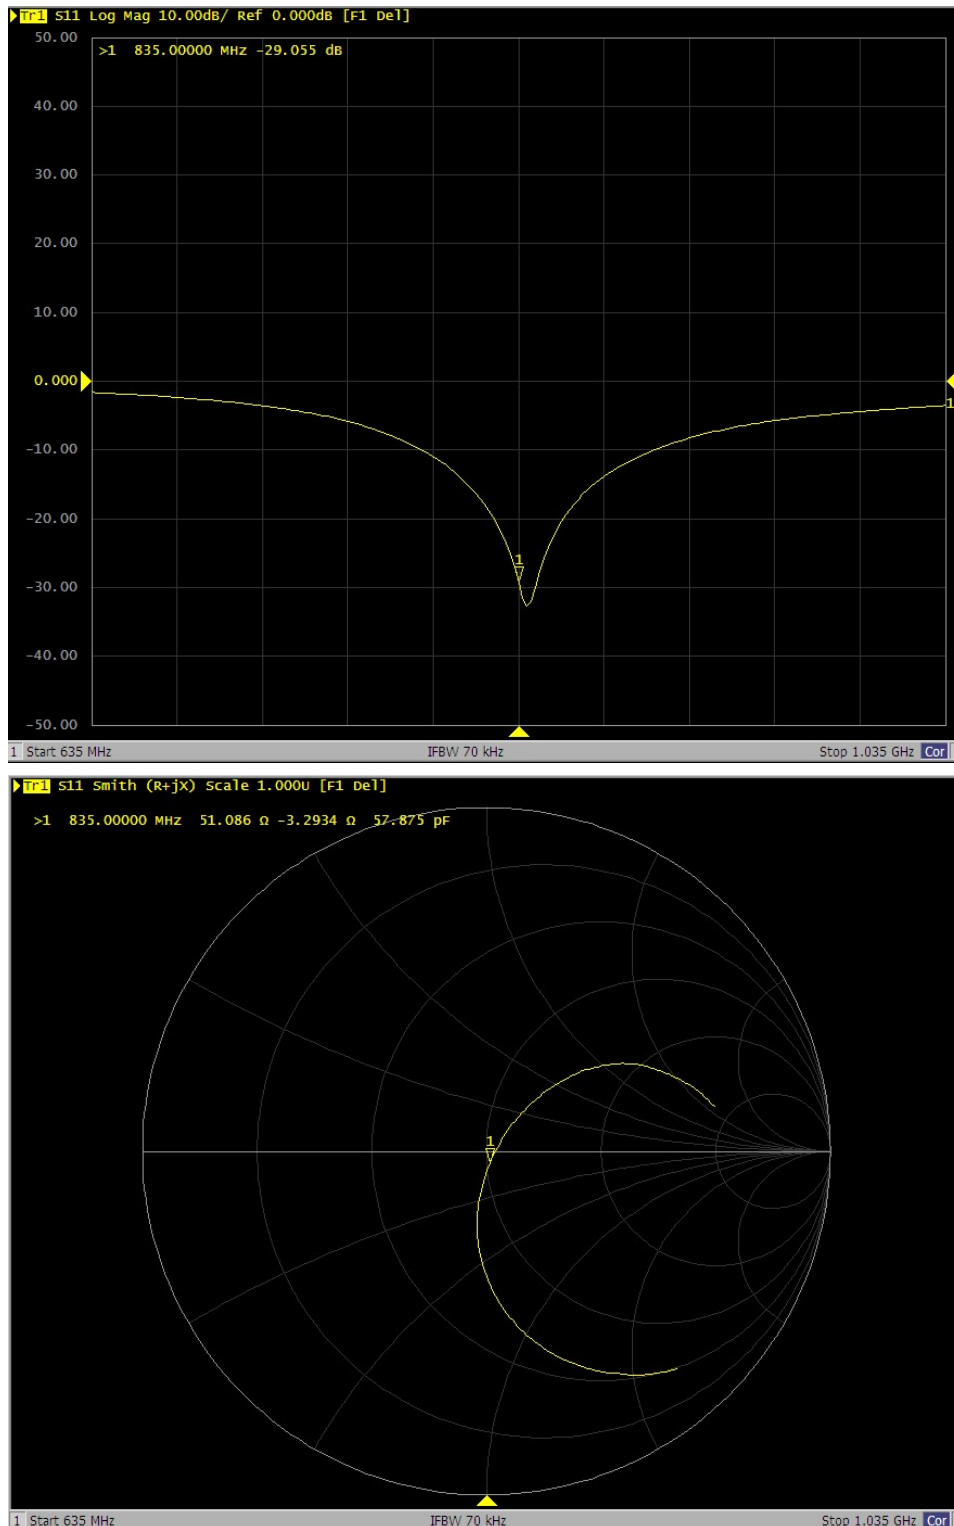 Tr1 S11 Log Mag 10.00dB/ Ref 0.000dB [F1 Del]
50.00
>1 835.00000 MHz -29.055 dB
40.00
30.00
20.00
10.00
0.000
1
-10.00
-20.00
1
-30.00
-40.00
-50.00
1 Start 635 MHz IFBW 70 kHz Stop 1.035 GHz Cor
Tr1 S11 Smith (R+jX) Scale 1.000U [F1 Del]
>1 835.00000 MHz 51.086 Ω -3.2934 Ω 57.875 pF
1
1 Start 635 MHz IFBW 70 kHz Stop 1.035 GHz Cor